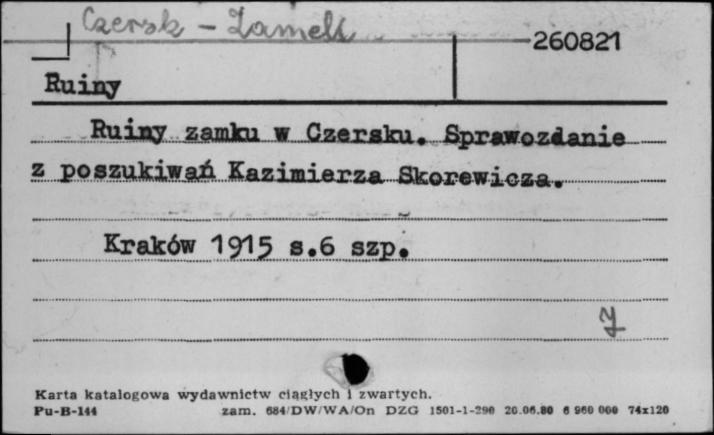 Czersk - Zamek
260821
Ruiny
Ruiny zamku w Czersku. Sprawozdanie
z poszukiwań Kazimierza Skorewicza.
Kraków 1915 s.6 szp.
Karta katalogowa wydawnictw ciągłych i zwartych.
Pu-B-144 zam. 684/DW/WA/On DZG 1501-1-290 20.06.80 6 960 000 74x120